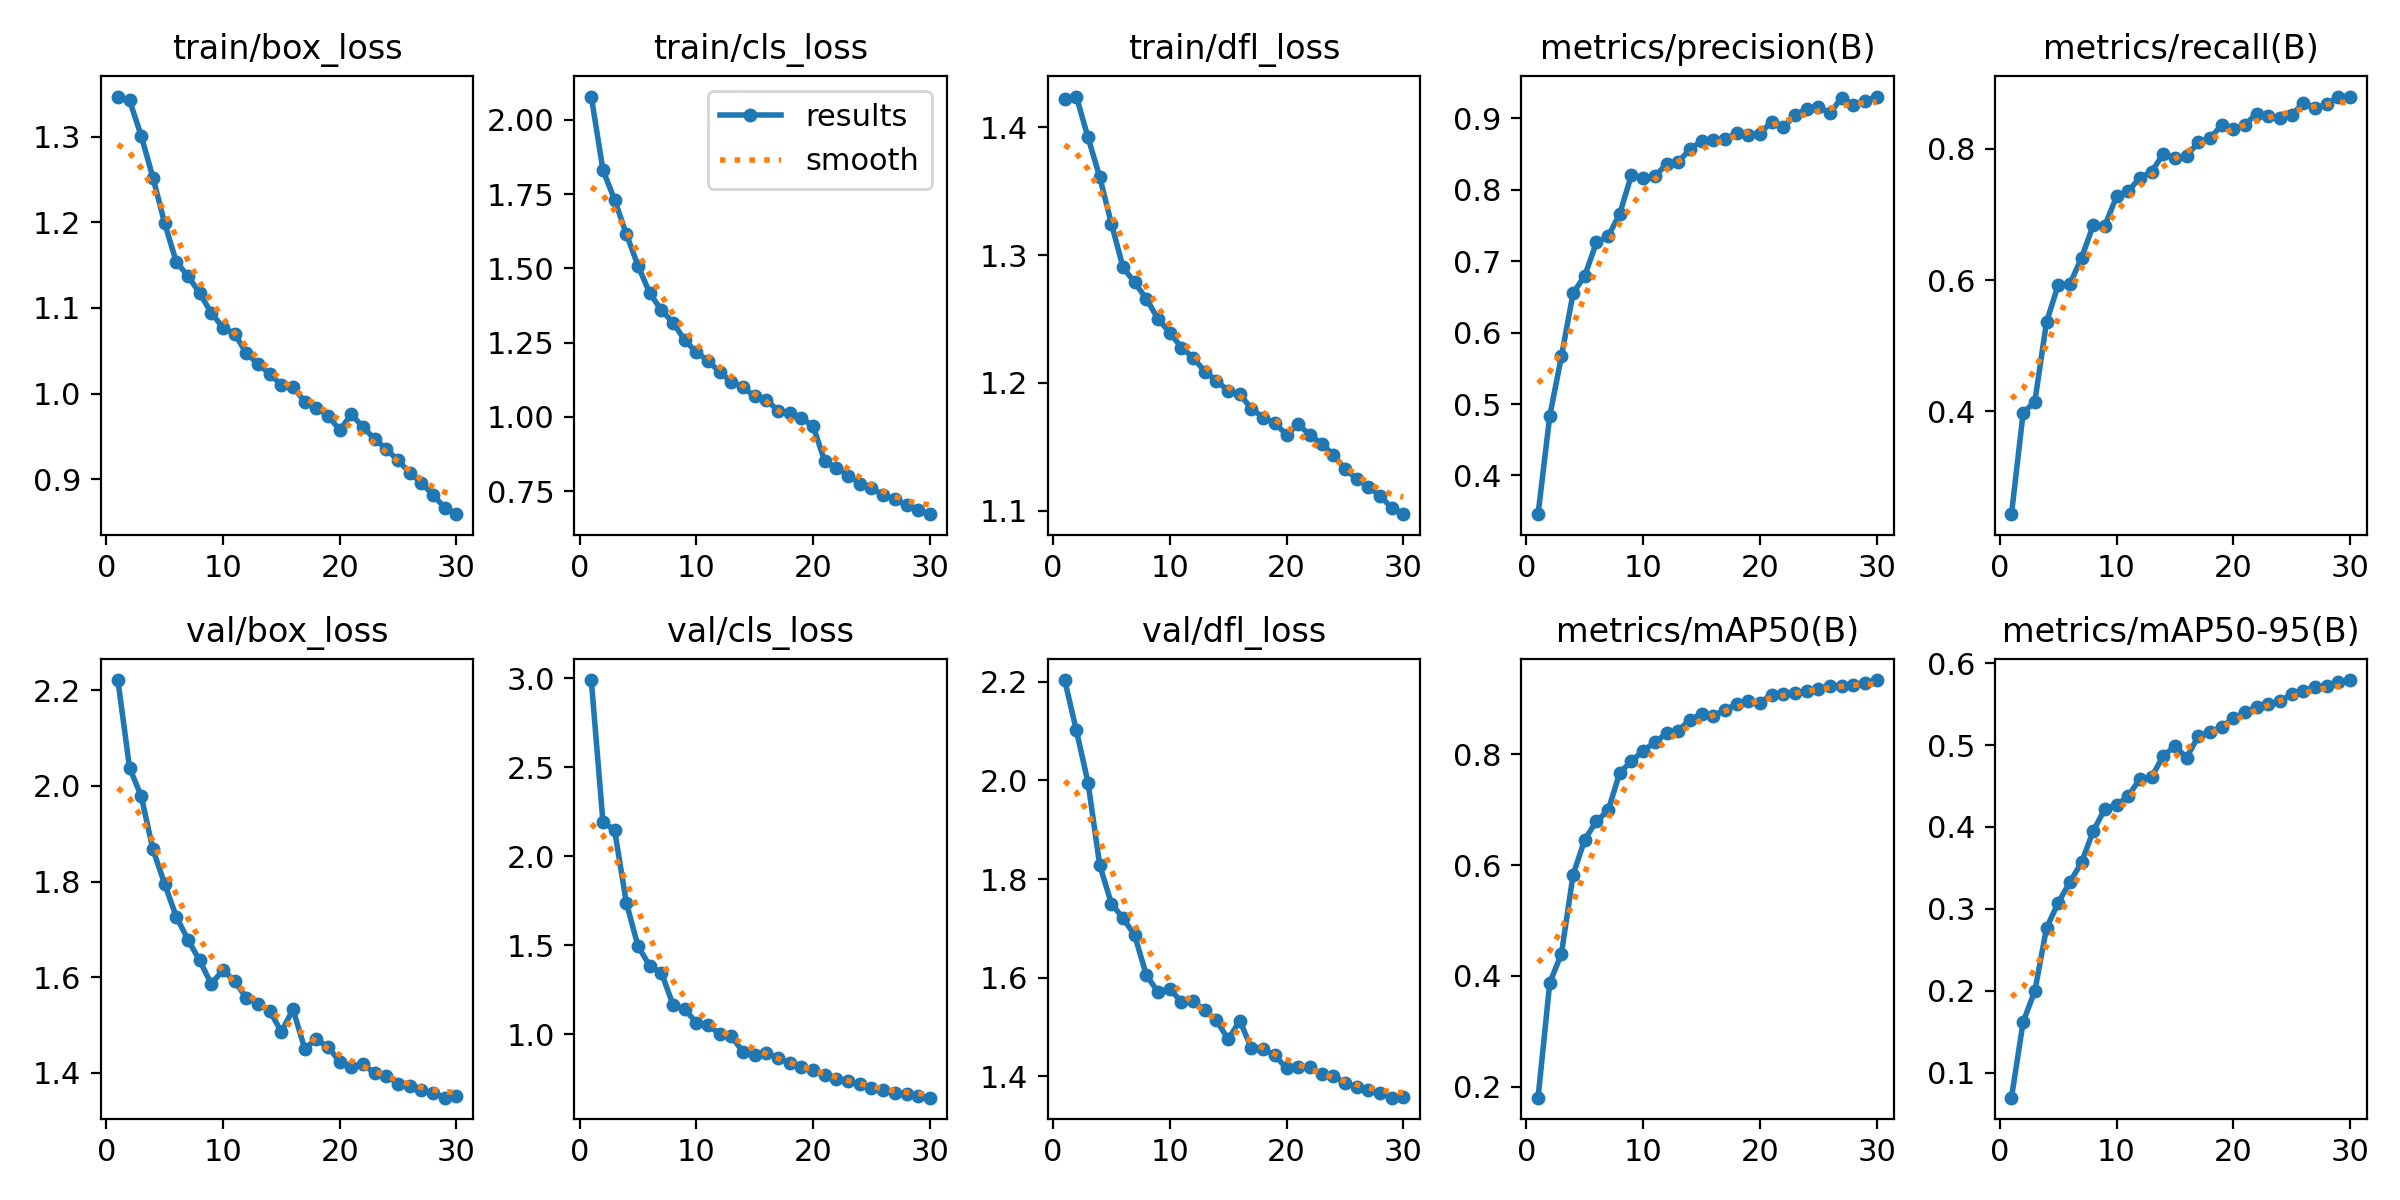 train/box_loss
1.3
1.2
1.1
1.0
0.9
0 10 20 30
train/cls_loss
results
smooth
2.00
1.75
1.50
1.25
1.00
0.75
0 10 20 30
train/dfl_loss
1.4
1.3
1.2
1.1
0 10 20 30
metrics/precision(B)
0.9
0.8
0.7
0.6
0.5
0.4
0 10 20 30
metrics/recall(B)
0.8
0.6
0.4
0 10 20 30
val/box_loss
2.2
2.0
1.8
1.6
1.4
0 10 20 30
val/cls_loss
3.0
2.5
2.0
1.5
1.0
0 10 20 30
val/dfl_loss
2.2
2.0
1.8
1.6
1.4
0 10 20 30
metrics/mAP50(B)
0.8
0.6
0.4
0.2
0 10 20 30
metrics/mAP50-95(B)
0.6
0.5
0.4
0.3
0.2
0.1
0 10 20 30